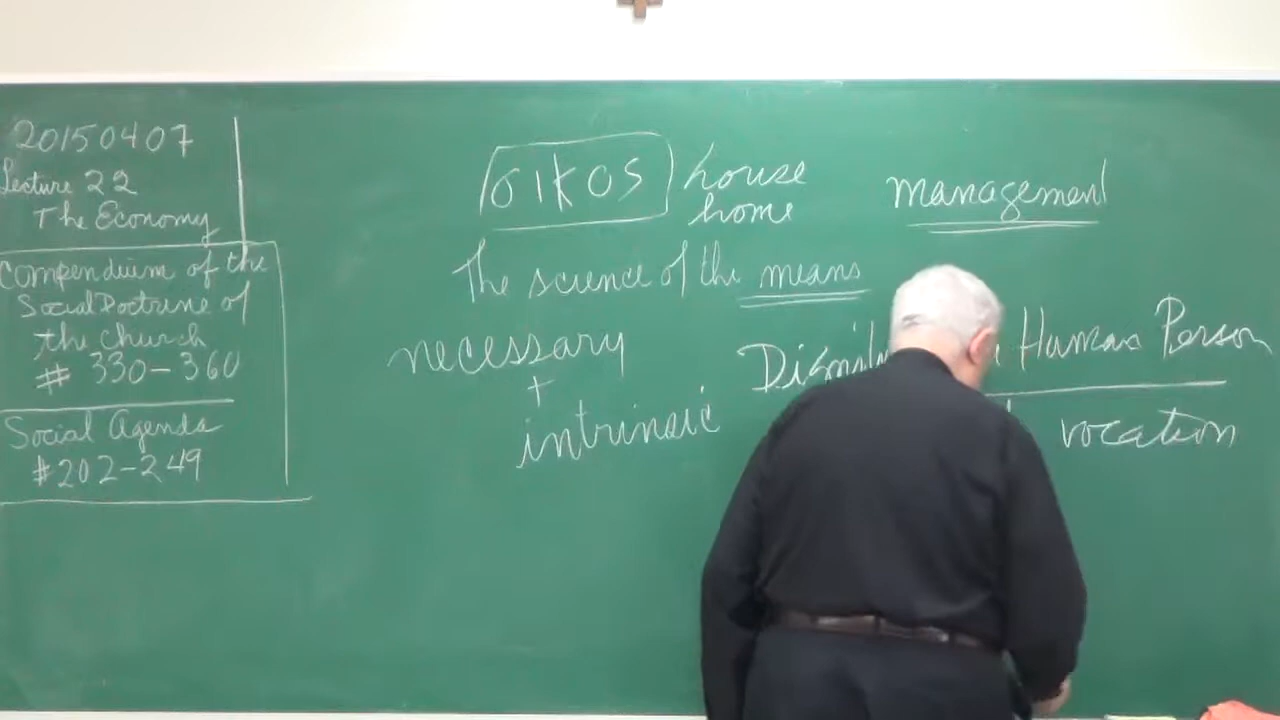 20150407
Lecture 22
The Economy
Compendium of the
Social Doctrine of
the Church
# 330-360
Social Agenda
#202-249
OIKOS house
home
management
The science of the means
necessary
+
intrinsic
Human Person
vocation